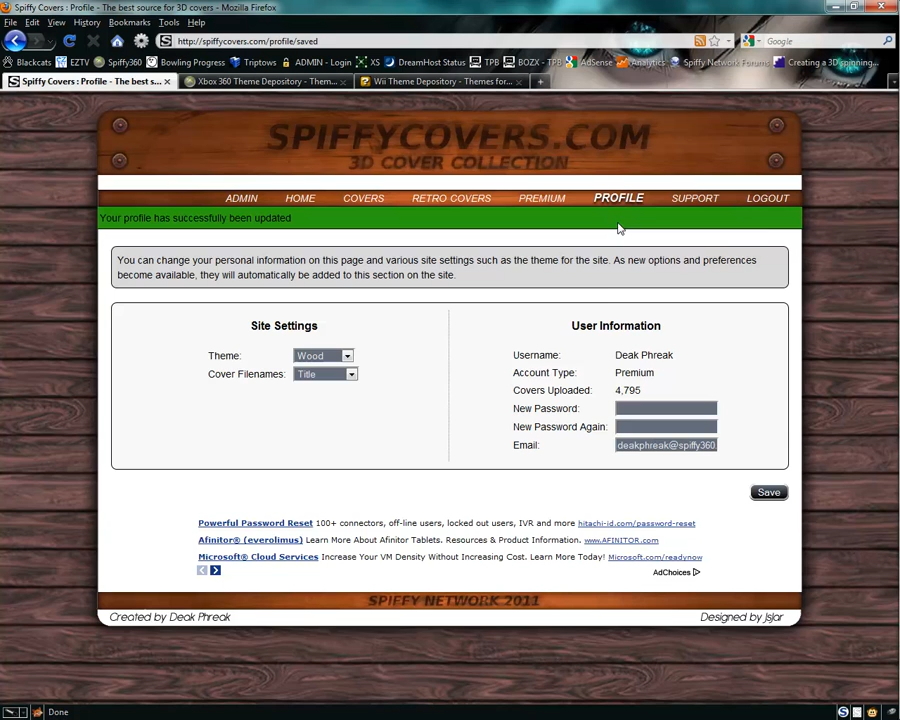 Spiffy Covers : Profile - The best source for 3D covers - Mozilla Firefox
File Edit View History Bookmarks Tools Help
http://spiffycovers.com/profile/saved
Google
Blackcats EZTV Spiffy360 Bowling Progress Triptows ADMIN - Login XS DreamHost Status TPB BOZX - TPB AdSense Analytics Spiffy Network Forums Creating a 3D spinning...
Spiffy Covers : Profile - The best s... Xbox 360 Theme Depository - Them... Wii Theme Depository - Themes for...
SPIFFYCOVERS.COM
3D COVER COLLECTION
ADMIN HOME COVERS RETRO COVERS PREMIUM PROFILE SUPPORT LOGOUT
Your profile has successfully been updated
You can change your personal information on this page and various site settings such as the theme for the site. As new options and preferences
become available, they will automatically be added to this section on the site.
Site Settings
Theme: Wood
Cover Filenames: Title
User Information
Username: Deak Phreak
Account Type: Premium
Covers Uploaded: 4,795
New Password:
New Password Again:
Email: deakphreak@spiffy360
Save
Powerful Password Reset 100+ connectors, off-line users, locked out users, IVR and more hitachi-id.com/password-reset
Afinitor® (everolimus) Learn More About Afinitor Tablets. Resources & Product Information. www.AFINITOR.com
Microsoft® Cloud Services Increase Your VM Density Without Increasing Cost. Learn More Today! Microsoft.com/readynow
AdChoices
SPIFFY NETWORK 2011
Created by Deak Phreak
Designed by JsJar
Done